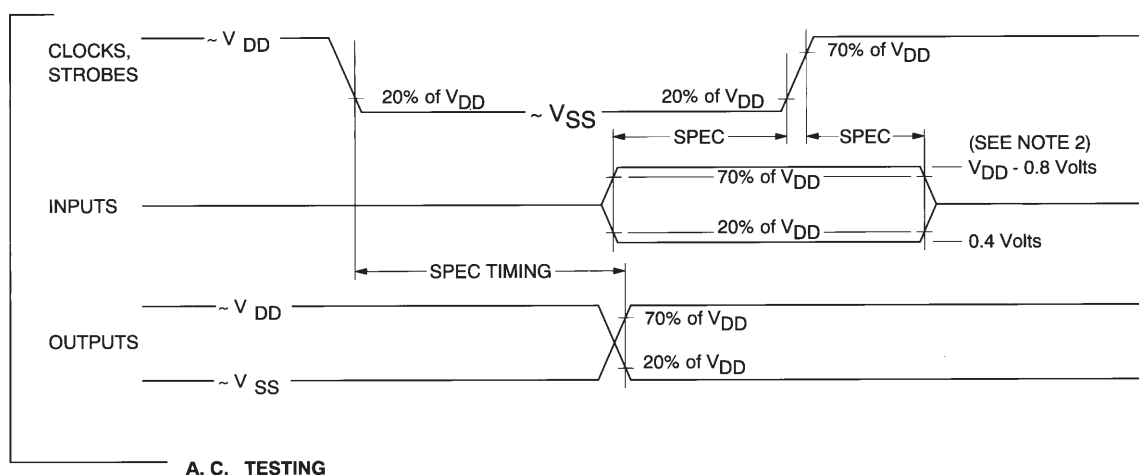 CLOCKS,
STROBES
~ V DD
70% of VDD
20% of VDD
~ VSS
20% of VDD
SPEC
SPEC
(SEE NOTE 2)
VDD - 0.8 Volts
70% of VDD
INPUTS
20% of VDD
0.4 Volts
SPEC TIMING
~ V DD
70% of VDD
OUTPUTS
20% of VDD
~ V SS
A. C. TESTING